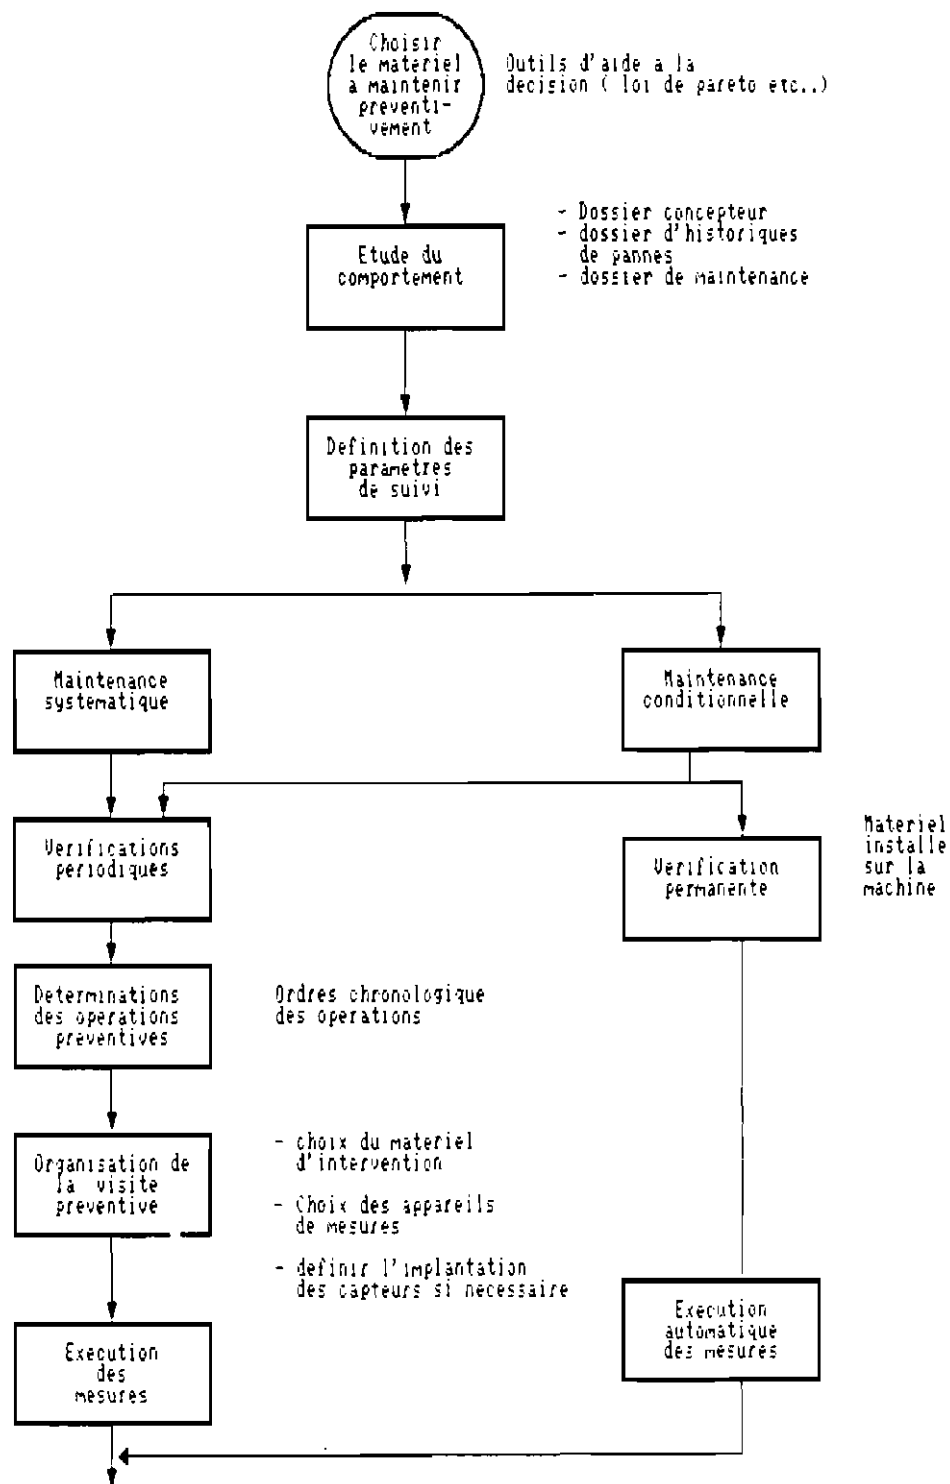 Choisir
le matériel
a maintenir
preventi-
vement
Outils d'aide a la
decision ( loi de pareto etc..)
- Dossier concepteur
- dossier d'historiques
de pannes
- dossier de maintenance
Etude du
comportement
Definition des
paramètres
de suivi
Maintenance
systematique
Maintenance
conditionnelle
Verifications
periodiques
Verification
permanente
Materiel
installe
sur la
machine
Determinations
des operations
preventives
Ordres chronologique
des operations
Organisation de
la visite
preventive
- choix du materiel
d'intervention
- Choix des appareils
de mesures
- definir l'implantation
des capteurs si necessaire
Execution
des
mesures
Execution
automatique
des mesures